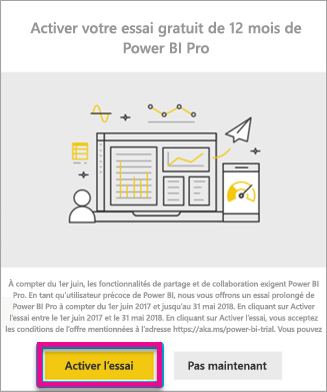 Activer votre essai gratuit de 12 mois de
Power BI Pro
À compter du 1er juin, les fonctionnalités de partage et de collaboration exigent Power
BI Pro. En tant qu'utilisateur précoce de Power BI, nous vous offrons un essai prolongé de
Power BI Pro à compter du 1er juin 2017 et jusqu'au 31 mai 2018. En cliquant sur Activer
l'essai entre le 1er juin 2017 et le 31 mai 2018. En cliquant sur Activer l'essai, vous acceptez
les conditions de l'offre mentionnées à l'adresse https://aka.ms/power-bi-trial. Vous pouvez
Activer l'essai
Pas maintenant